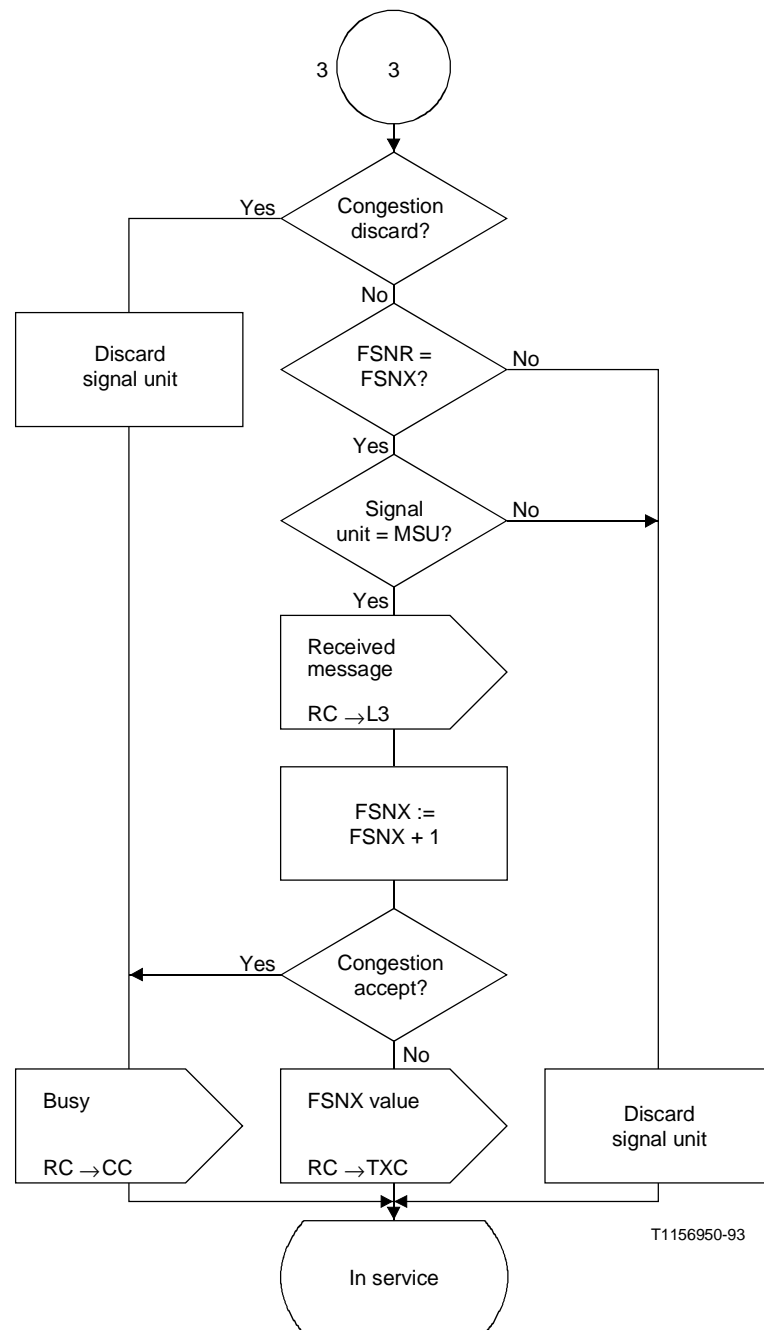 3 3
Yes
Congestion
discard?
No
Discard
signal unit
FSNR =
FSNX?
No
Yes
Signal
unit = MSU?
No
Yes
Received
message
RC → L3
FSNX :=
FSNX + 1
Yes
Congestion
accept?
No
Busy
RC → CC
FSNX value
RC → TXC
Discard
signal unit
T1156950-93
In service